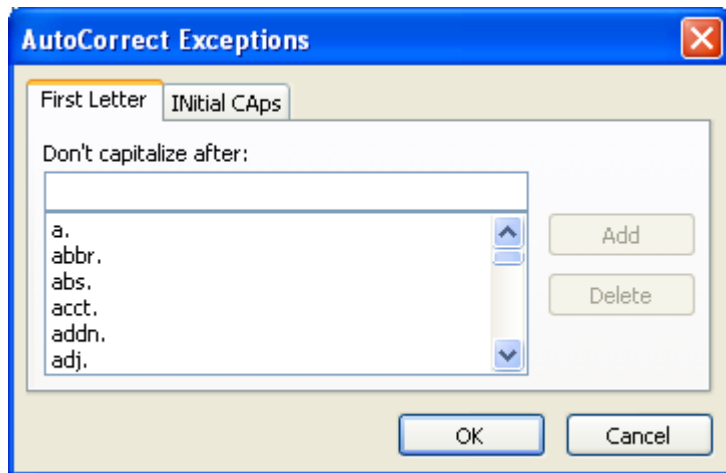 AutoCorrect Exceptions
First Letter
INitial CAps
Don't capitalize after:
a.
abbr.
abs.
acct.
addn.
adj.
Add
Delete
OK
Cancel